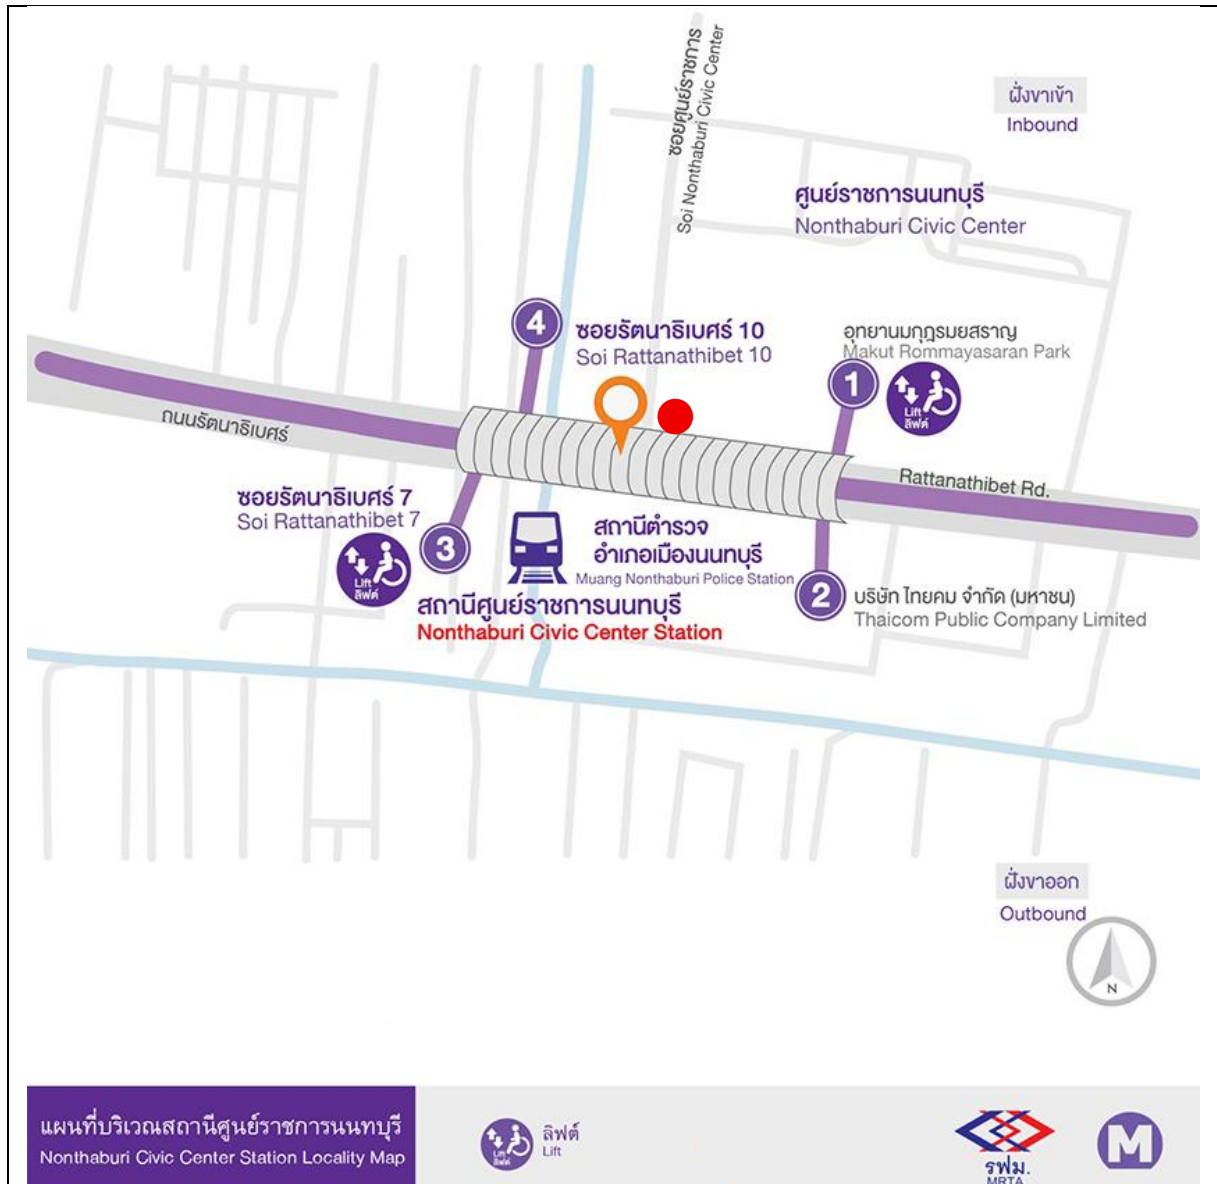 ซอยศูนย์ราชการ
Soi Nonthaburi Civic Center
ฝั่งขาเข้า
Inbound
ศูนย์ราชการนนทบุรี
Nonthaburi Civic Center
4
ซอยรัตนาธิเบศร์ 10
Soi Rattanathibet 10
อุทยานมกุฎรมยสราญ
Makut Rommayasaran Park
1
Lift
ลิฟต์
ถนนรัตนาธิเบศร์
Rattanathibet Rd.
ซอยรัตนาธิเบศร์ 7
Soi Rattanathibet 7
3
Lift
ลิฟต์
สถานีตำรวจ
อำเภอเมืองนนทบุรี
Muang Nonthaburi Police Station
2
บริษัท ไทยคม จำกัด (มหาชน)
Thaicom Public Company Limited
สถานีศูนย์ราชการนนทบุรี
Nonthaburi Civic Center Station
ฝั่งขาออก
Outbound
N
แผนที่บริเวณสถานีศูนย์ราชการนนทบุรี
Nonthaburi Civic Center Station Locality Map
Lift
ลิฟต์
ลิฟต์
Lift
รฟม.
MRTA
M